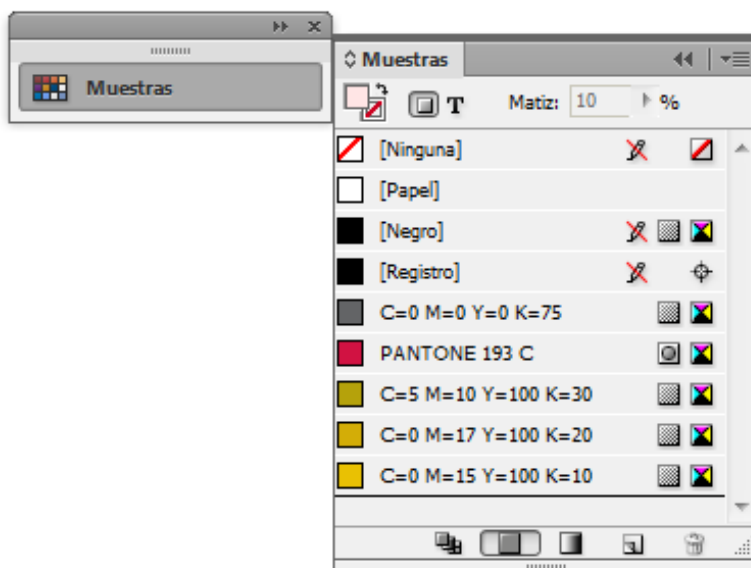 Muestras
Muestras
T Matiz: 10 %
[Ninguna]
[Papel]
[Negro]
[Registro]
C=0 M=0 Y=0 K=75
PANTONE 193 C
C=5 M=10 Y=100 K=30
C=0 M=17 Y=100 K=20
C=0 M=15 Y=100 K=10